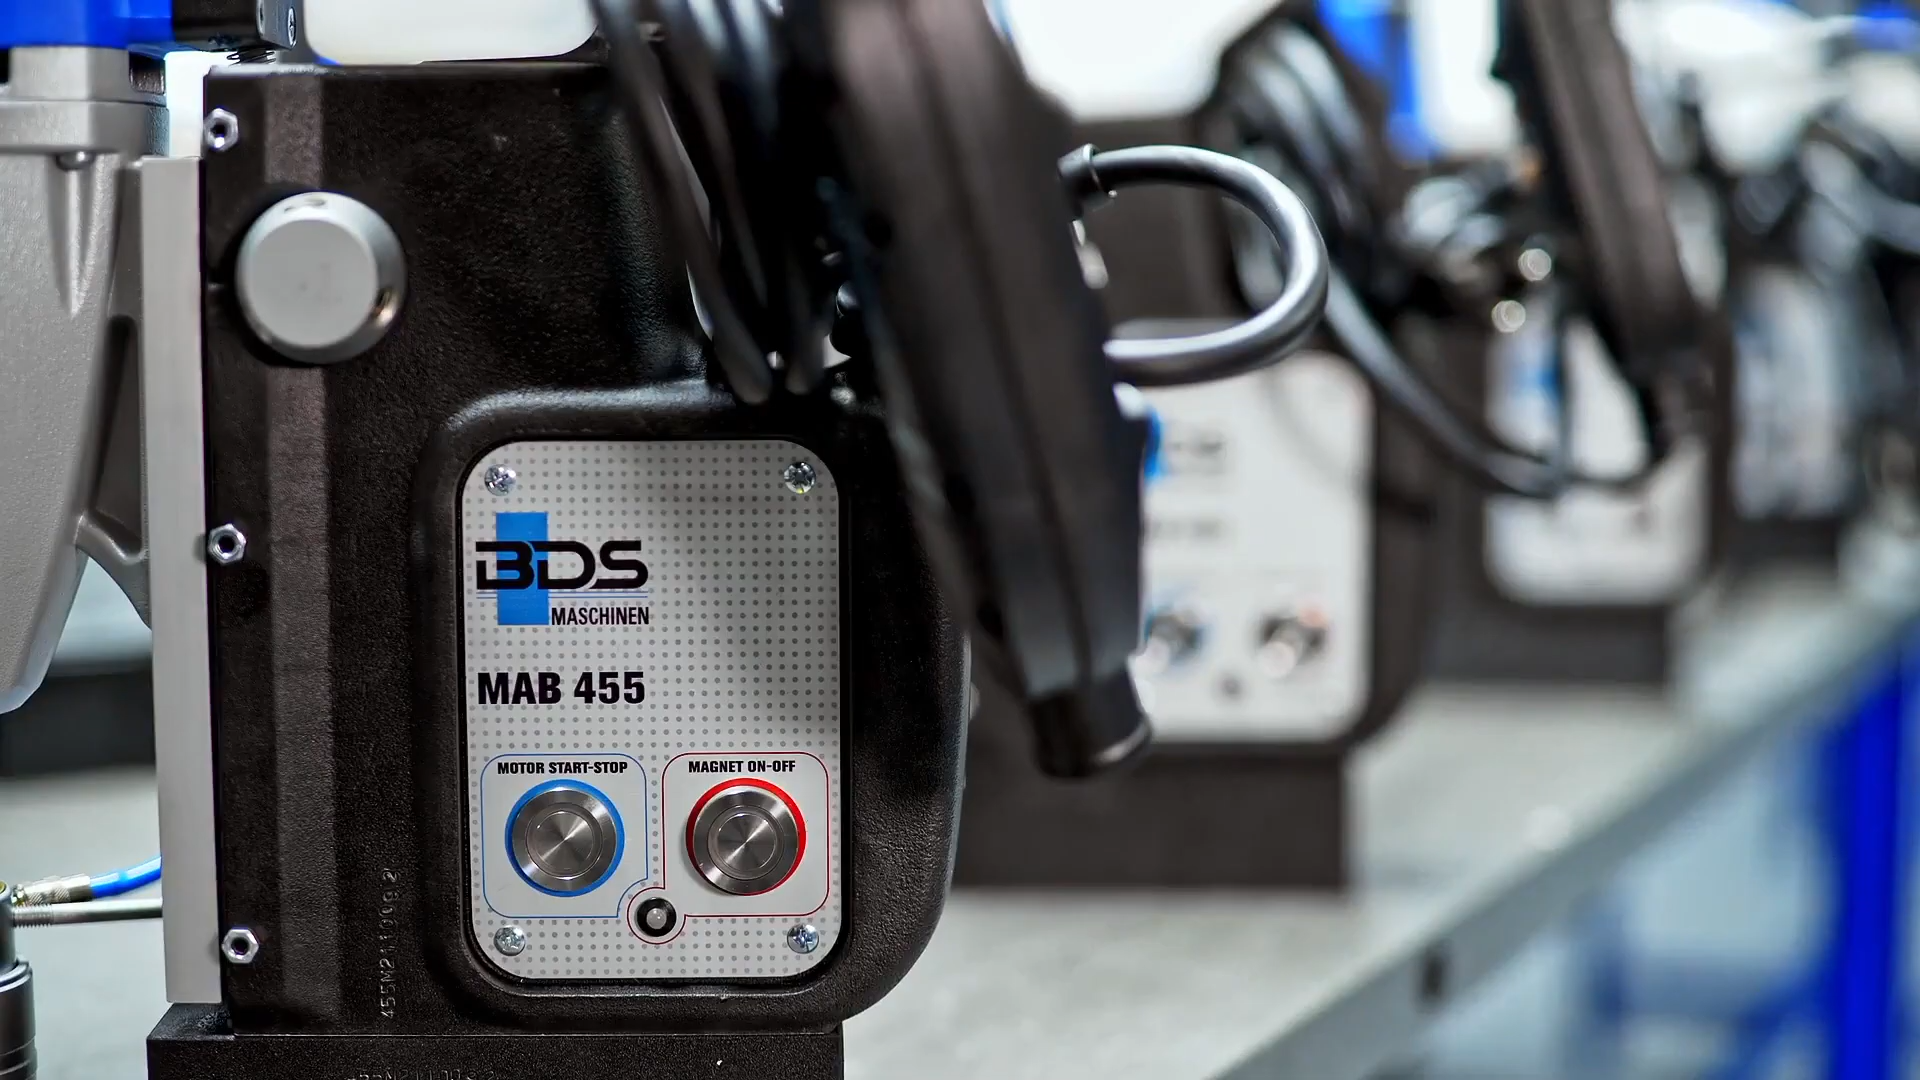 BDS
MASCHINEN
MAB 455
MOTOR START-STOP
MAGNET ON-OFF